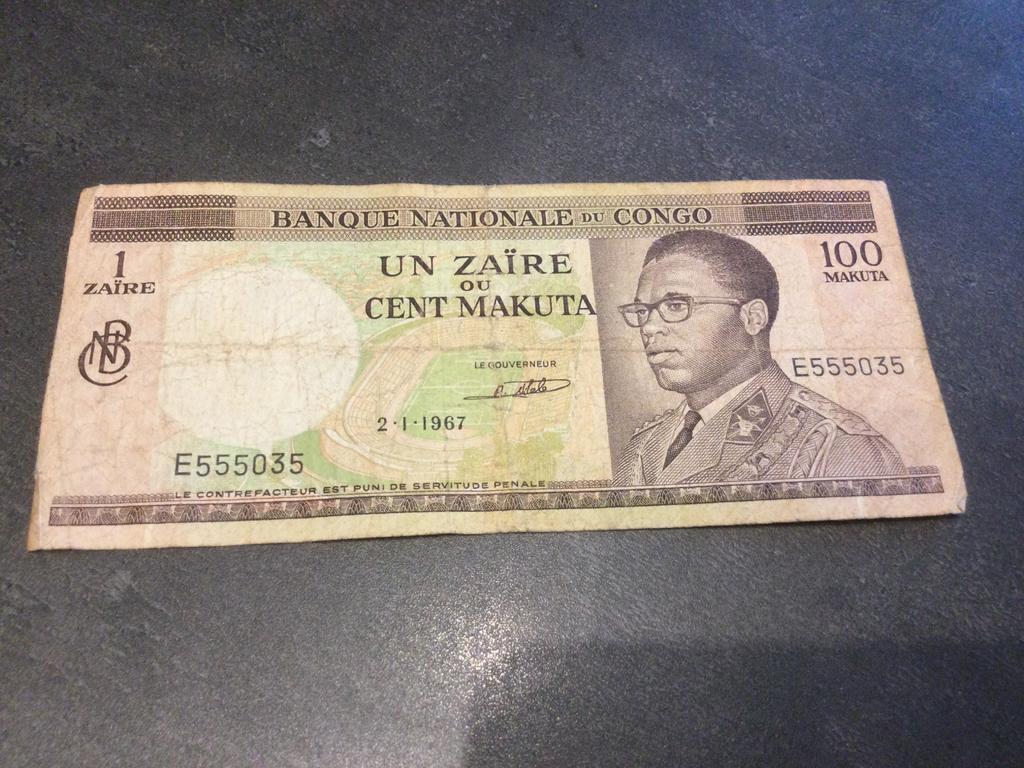 BANQUE NATIONALE DU CONGO
1
ZAÏRE
UN ZAÏRE
OU
CENT MAKUTA
100
MAKUTA
BNC
LE GOUVERNEUR
2·1·1967
E555035
E555035
LE CONTREFACTEUR EST PUNI DE SERVITUDE PENALE